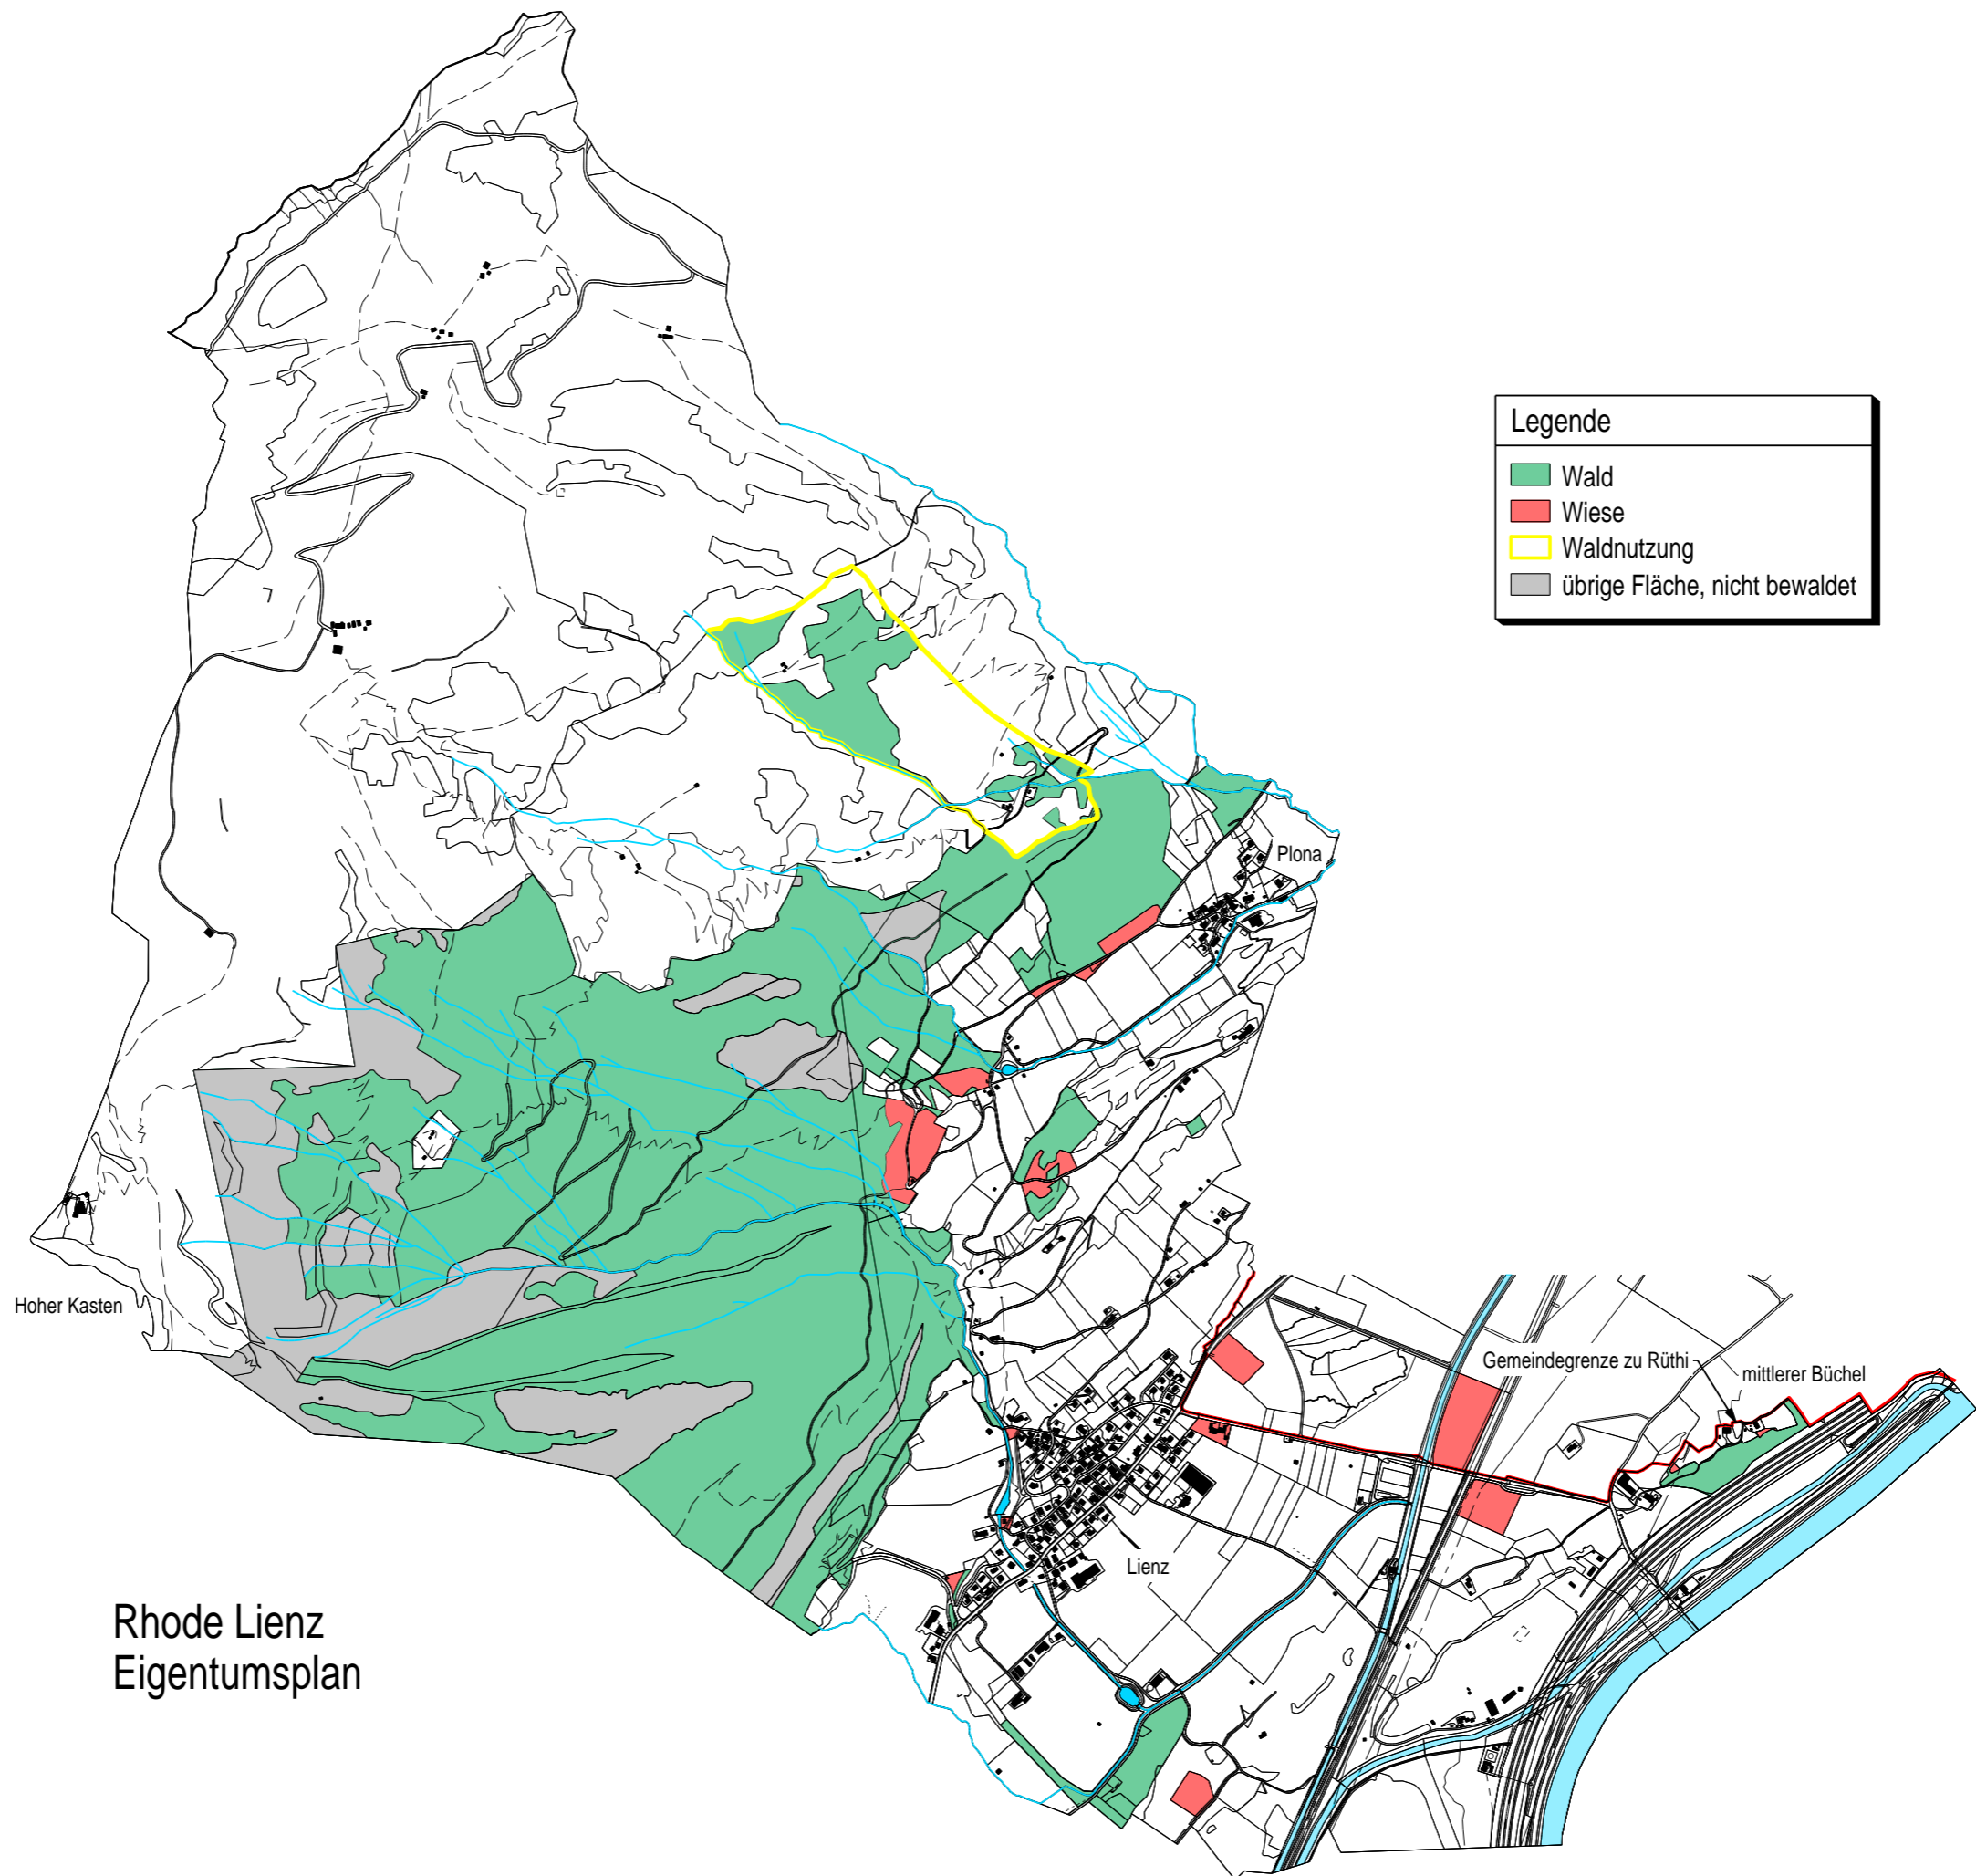 Legende
Wald
Wiese
Waldnutzung
übrige Fläche, nicht bewaldet
Plona
Hoher Kasten
Gemeindegrenze zu Rüthi
mittlerer Büchel
Lienz
Rhode Lienz
Eigentumsplan